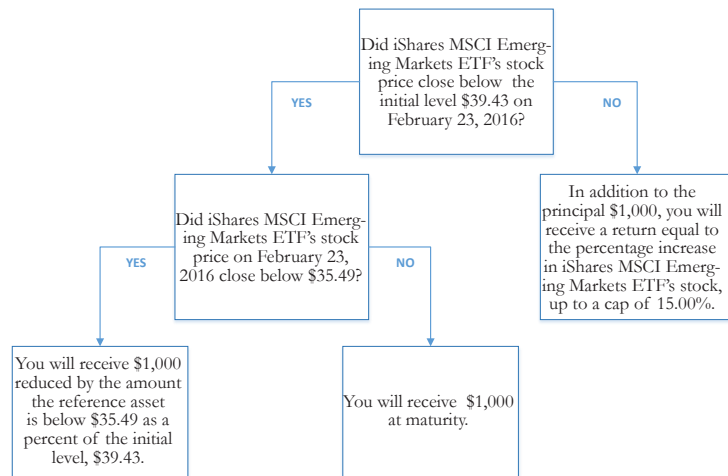 Did iShares MSCI Emerg-
ing Markets ETF's stock
price close below the
initial level $39.43 on
February 23, 2016?
YES
NO
Did iShares MSCI Emerg-
ing Markets ETF's stock
price on February 23,
2016 close below $35.49?
In addition to the
principal $1,000, you will
receive a return equal to
the percentage increase
in iShares MSCI Emerg-
ing Markets ETF's stock,
up to a cap of 15.00%.
YES
NO
You will receive $1,000
reduced by the amount
the reference asset
is below $35.49 as a
percent of the initial
level, $39.43.
You will receive $1,000
at maturity.